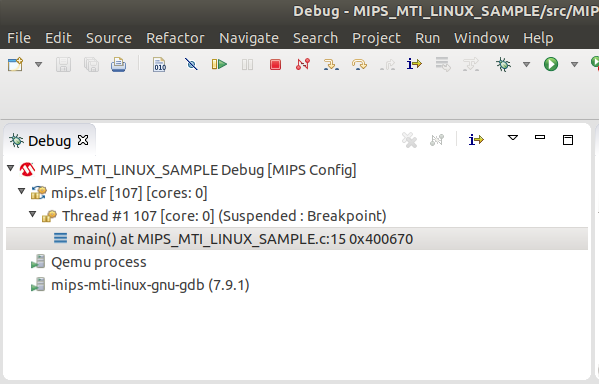 Debug - MIPS_MTI_LINUX_SAMPLE/src/MIP
File Edit Source Refactor Navigate Search Project Run Window Help
010
Debug
MIPS_MTI_LINUX_SAMPLE Debug [MIPS Config]
mips.elf [107] [cores: 0]
Thread #1 107 [core: 0] (Suspended : Breakpoint)
main() at MIPS_MTI_LINUX_SAMPLE.c:15 0x400670
Qemu process
mips-mti-linux-gnu-gdb (7.9.1)